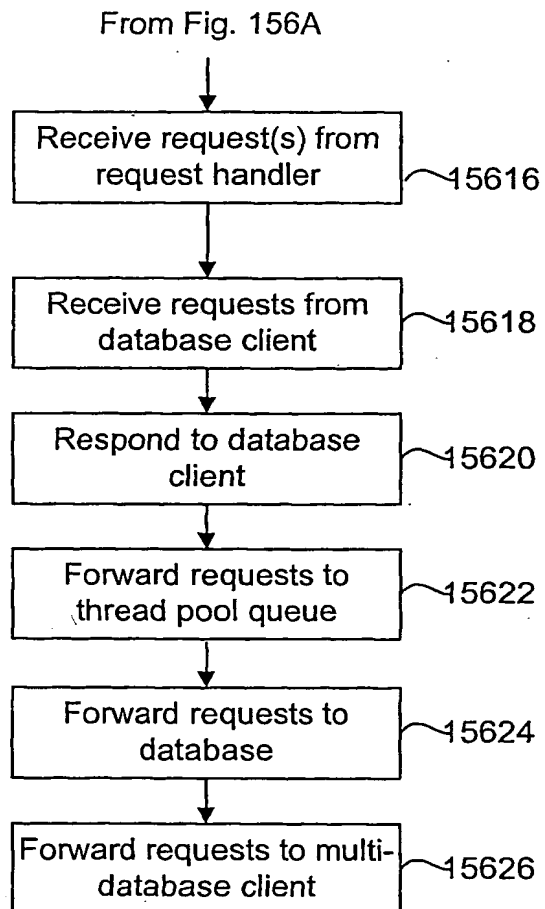 From Fig. 156A
Receive request(s) from
request handler
15616
Receive requests from
database client
15618
Respond to database
client
15620
Forward requests to
thread pool queue
15622
Forward requests to
database
15624
Forward requests to multi-
database client
15626